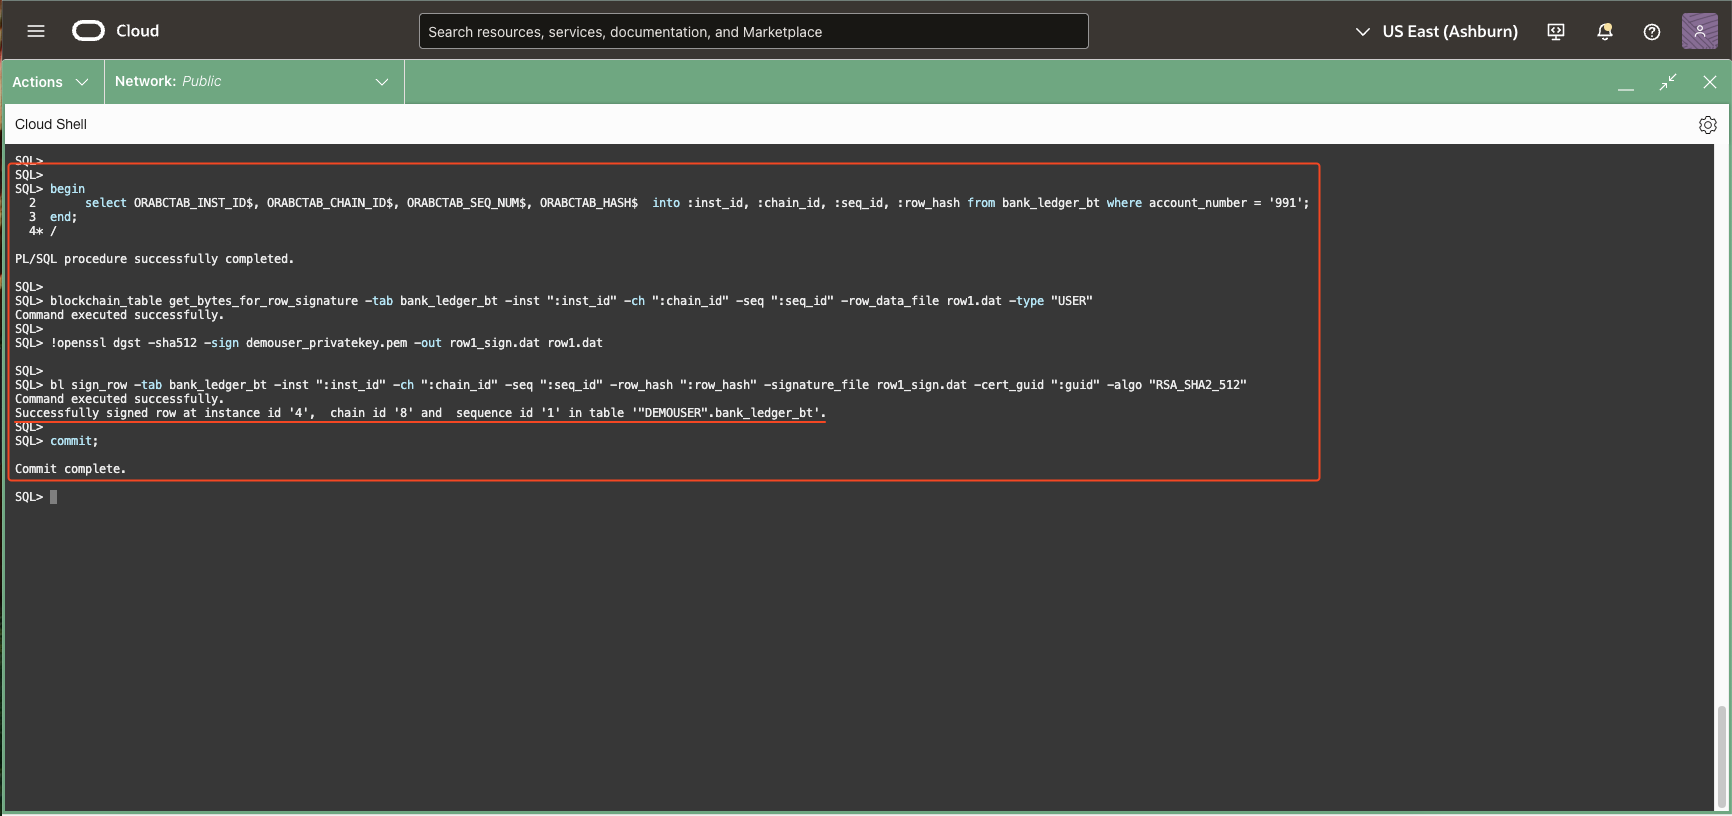 Cloud
Search resources, services, documentation, and Marketplace
US East (Ashburn)
Actions
Network: Public
Cloud Shell
SQL>
SQL>
SQL> begin
2 select ORABCTAB_INST_ID$, ORABCTAB_CHAIN_ID$, ORABCTAB_SEQ_NUM$, ORABCTAB_HASH$ into :inst_id, :chain_id, :seq_id, :row_hash from bank_ledger_bt where account_number = '991';
3 end;
4* /
PL/SQL procedure successfully completed.
SQL>
SQL> blockchain_table get_bytes_for_row_signature -tab bank_ledger_bt -inst ":inst_id" -ch ":chain_id" -seq ":seq_id" -row_data_file row1.dat -type "USER"
Command executed successfully.
SQL>
SQL> !openssl dgst -sha512 -sign demouser_privatekey.pem -out row1_sign.dat row1.dat
SQL>
SQL> bl sign_row -tab bank_ledger_bt -inst ":inst_id" -ch ":chain_id" -seq ":seq_id" -row_hash ":row_hash" -signature_file row1_sign.dat -cert_guid ":guid" -algo "RSA_SHA2_512"
Command executed successfully.
Successfully signed row at instance id '4', chain id '8' and sequence id '1' in table '"DEMOUSER".bank_ledger_bt'.
SQL>
SQL> commit;
Commit complete.
SQL>